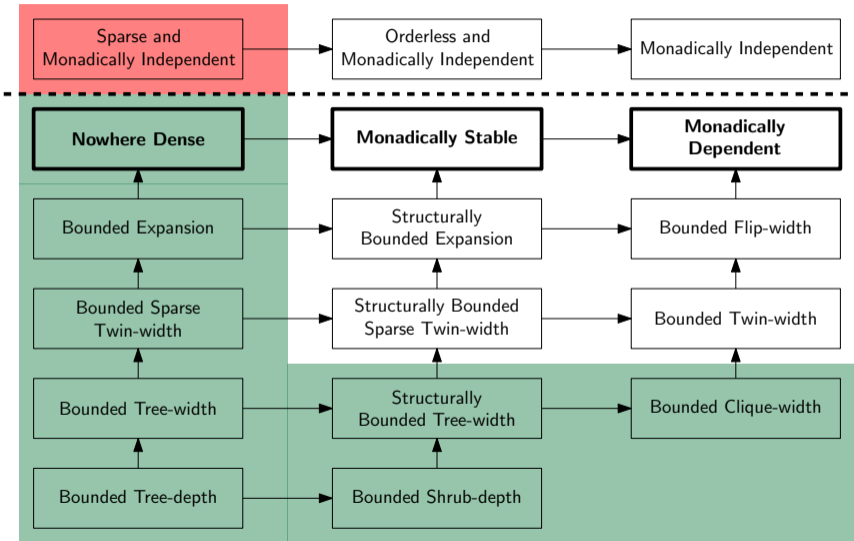 Sparse and
Monadically Independent
Orderless and
Monadically Independent
Monadically Independent
Nowhere Dense
Monadically Stable
Monadically
Dependent
Bounded Expansion
Structurally
Bounded Expansion
Bounded Flip-width
Bounded Sparse
Twin-width
Structurally Bounded
Sparse Twin-width
Bounded Twin-width
Bounded Tree-width
Structurally
Bounded Tree-width
Bounded Clique-width
Bounded Tree-depth
Bounded Shrub-depth